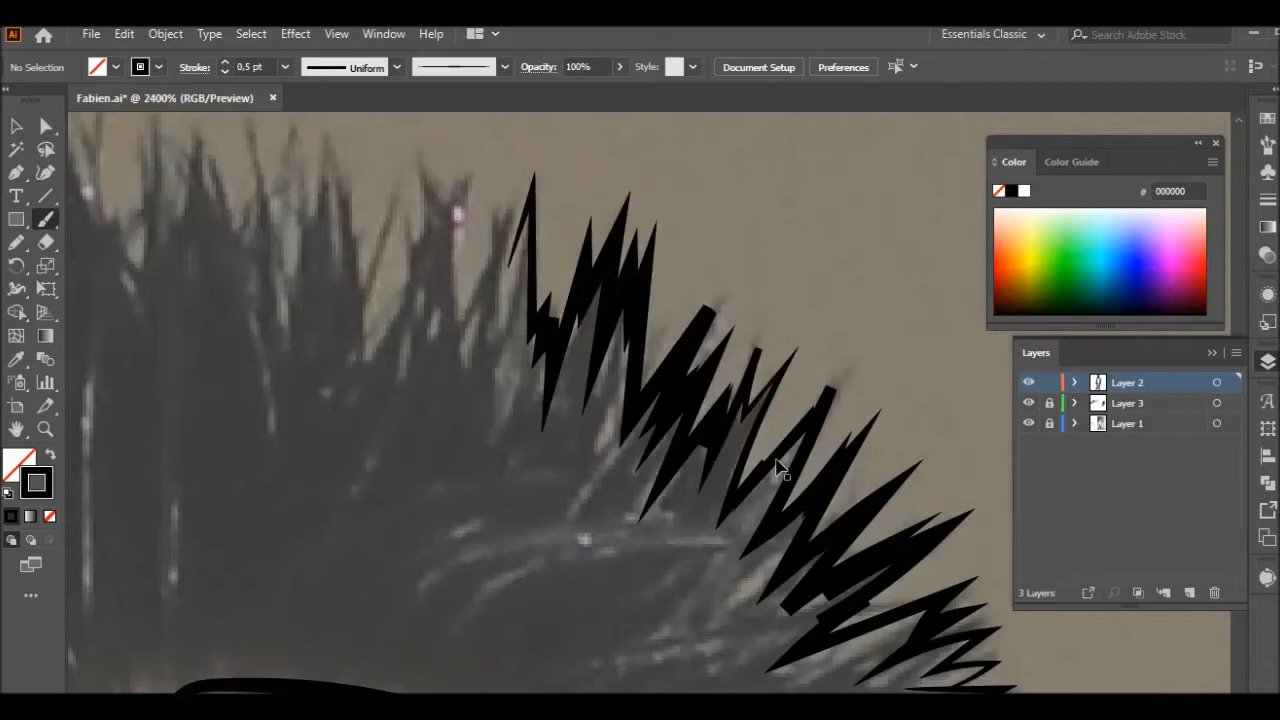 Ai File Edit Object Type Select Effect View Window Help Essentials Classic Search Adobe Stock
No Selection Stroke: 0,5 pt Uniform Opacity: 100% Style: Document Setup Preferences
Fabien.ai* @ 2400% (RGB/Preview)
Color Color Guide
# 000000
Layers
Layer 2
Layer 3
Layer 1
3 Layers